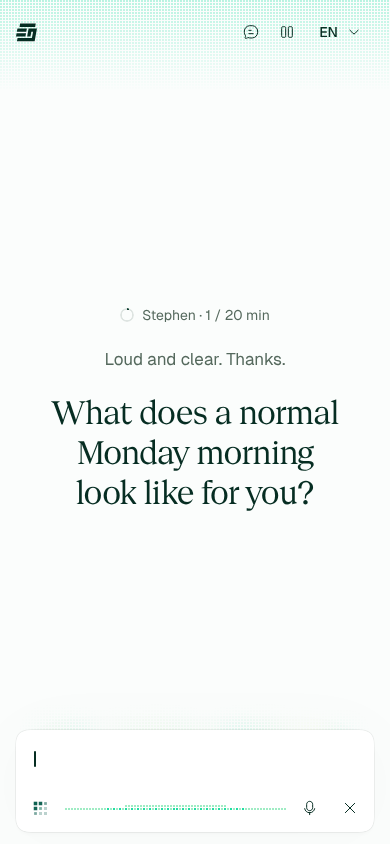 EN
Stephen · 1 / 20 min
Loud and clear. Thanks.
What does a normal
Monday morning
look like for you?